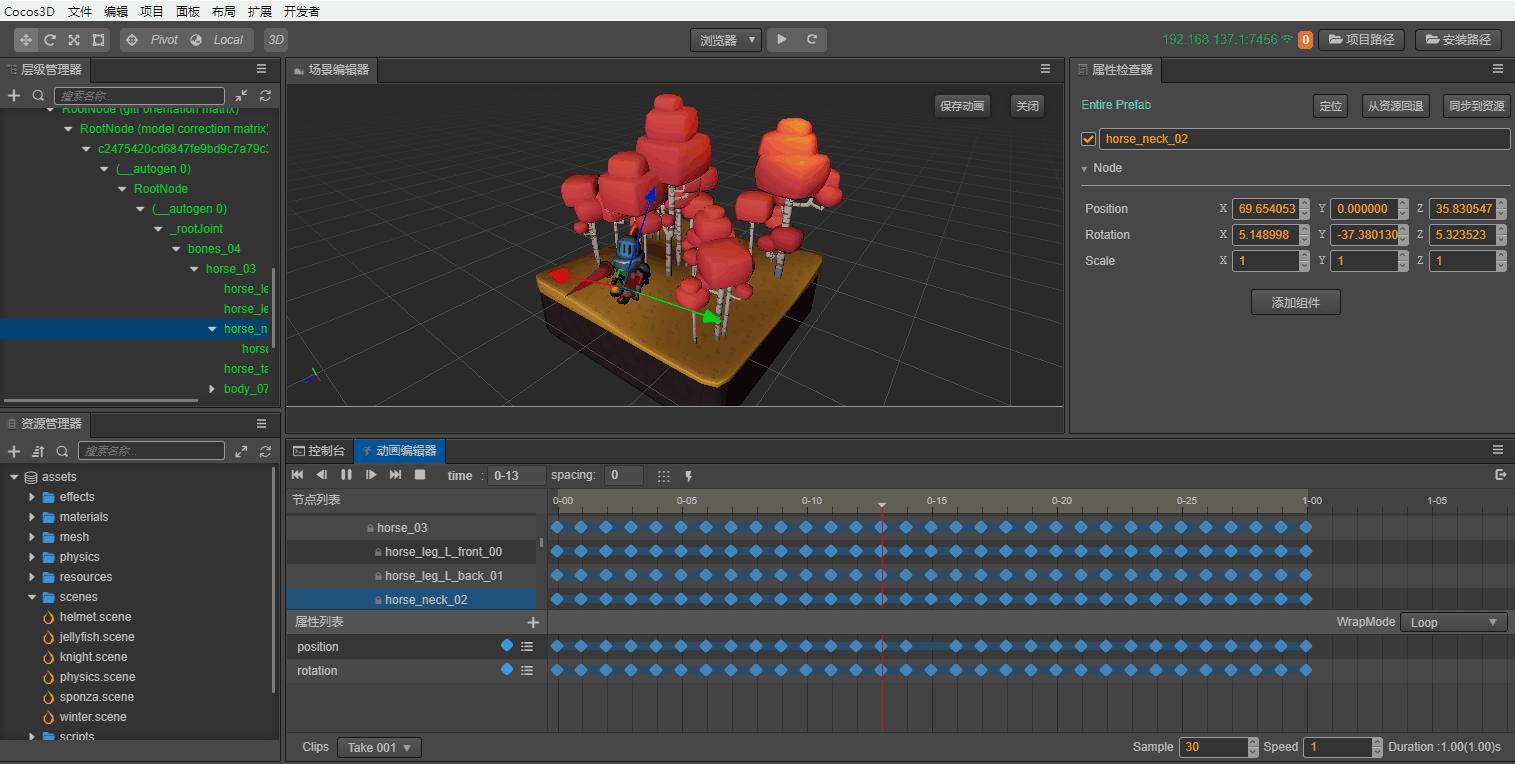 Cocos3D 文件 编辑 项目 面板 布局 扩展 开发者
Pivot Local 3D 浏览器 192.168.137.1:7456 0 项目路径 安装路径
层级管理器
搜索名称...
RootNode (gltf orientation matrix)
RootNode (model correction matrix)
c2475420cd6847fe9bd9c7a79c
(__autogen 0)
RootNode
(__autogen 0)
_rootJoint
bones_04
horse_03
horse_le
horse_le
horse_n
horse
horse_ta
body_07
场景编辑器
保存动画 关闭
属性检查器
Entire Prefab 定位 从资源回退 同步到资源
horse_neck_02
Node
Position X 69.654053 Y 0.000000 Z 35.830547
Rotation X 5.148998 Y -37.380130 Z 5.323523
Scale X 1 Y 1 Z 1
添加组件
资源管理器
搜索名称...
assets
effects
materials
mesh
physics
resources
scenes
helmet.scene
jellyfish.scene
knight.scene
physics.scene
sponza.scene
winter.scene
scripts
控制台 动画编辑器
time : 0-13 spacing: 0
节点列表 0-00 0-05 0-10 0-15 0-20 0-25 1-00 1-05
horse_03
horse_leg_L_front_00
horse_leg_L_back_01
horse_neck_02
属性列表 WrapMode Loop
position
rotation
Clips Take 001 Sample 30 Speed 1 Duration :1.00(1.00)s